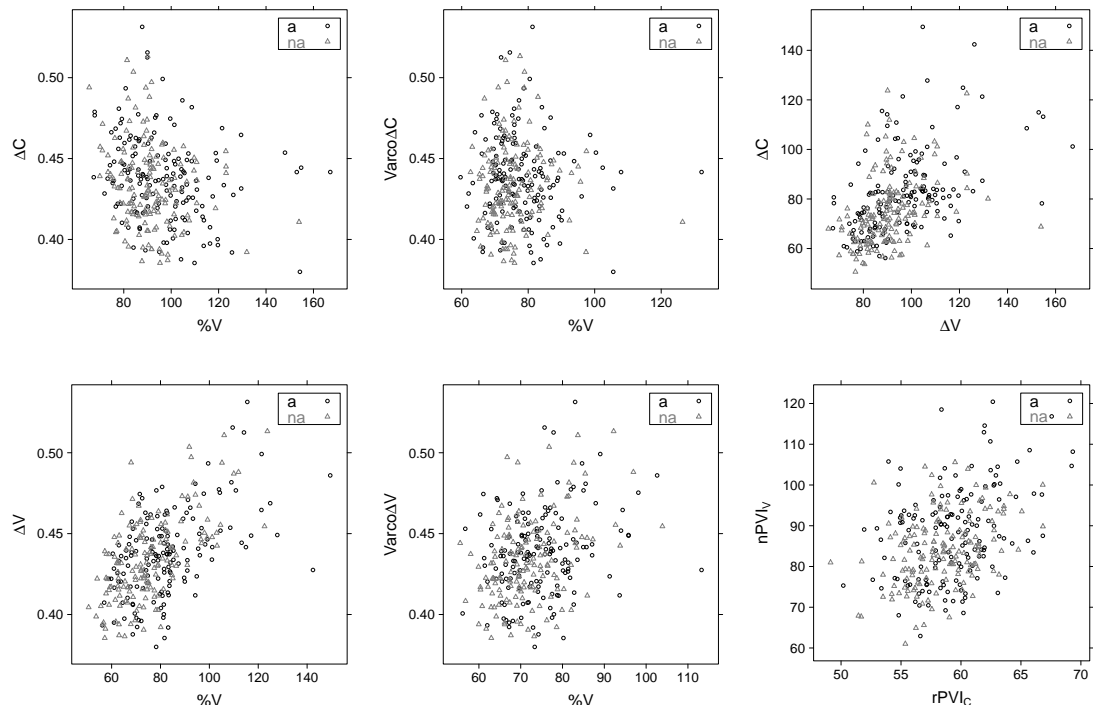 a
na
0.50
0.45
0.40
ΔC
80 100 120 140 160
%V
a
na
0.50
0.45
0.40
VarcoΔC
60 80 100 120
%V
a
na
140
120
100
80
60
ΔC
80 100 120 140 160
ΔV
a
na
0.50
0.45
0.40
ΔV
60 80 100 120 140
%V
a
na
0.50
0.45
0.40
VarcoΔV
60 70 80 90 100 110
%V
a
na
120
110
100
90
80
70
60
nPVIV
50 55 60 65 70
rPVIC